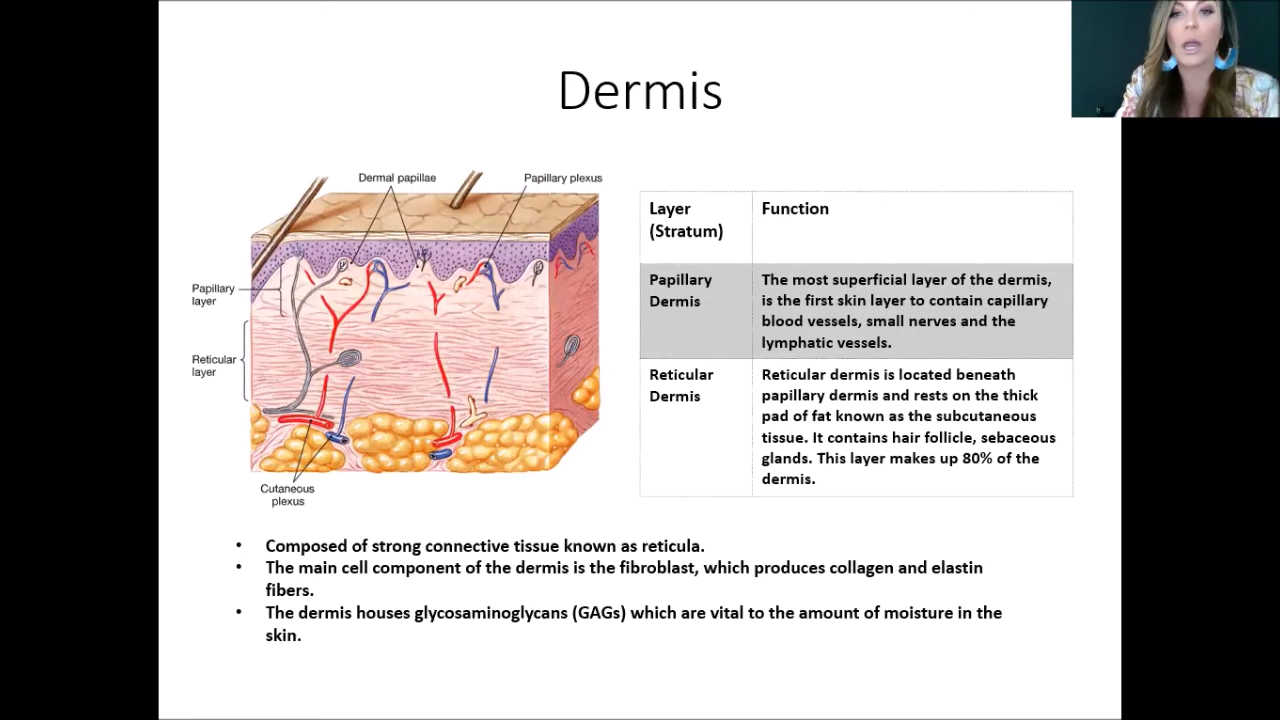 Dermis
Dermal papillae
Papillary plexus
Papillary
layer
Reticular
layer
Cutaneous
plexus
Layer
(Stratum)
Function
Papillary
Dermis
The most superficial layer of the dermis,
is the first skin layer to contain capillary
blood vessels, small nerves and the
lymphatic vessels.
Reticular
Dermis
Reticular dermis is located beneath
papillary dermis and rests on the thick
pad of fat known as the subcutaneous
tissue. It contains hair follicle, sebaceous
glands. This layer makes up 80% of the
dermis.
• Composed of strong connective tissue known as reticula.
• The main cell component of the dermis is the fibroblast, which produces collagen and elastin
fibers.
• The dermis houses glycosaminoglycans (GAGs) which are vital to the amount of moisture in the
skin.